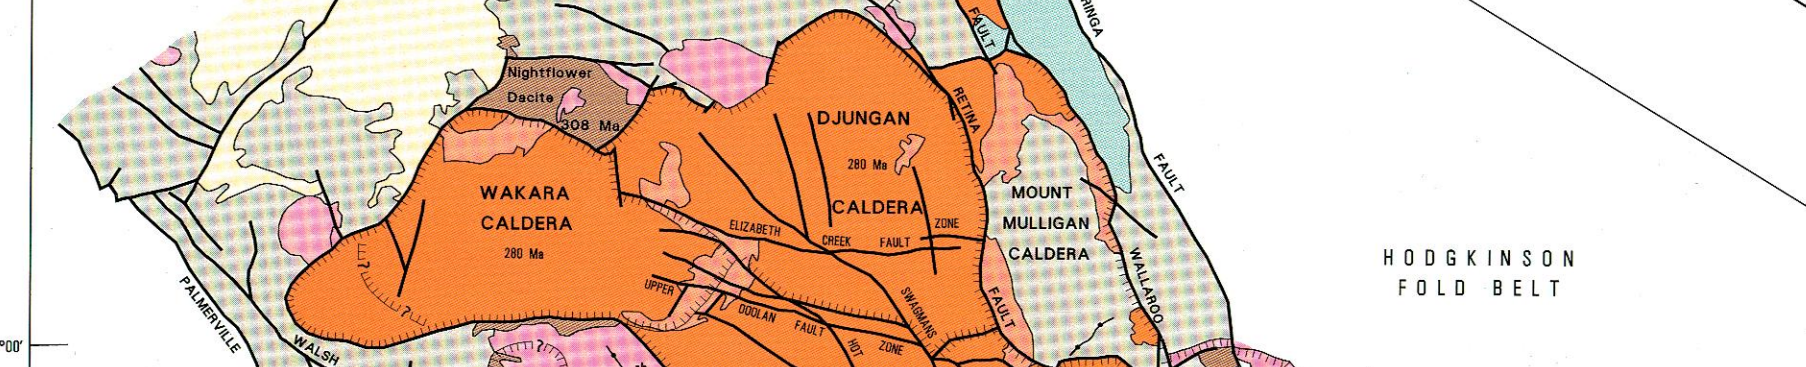 FAULT
RINGA
Nightflower
Dacite
308 Ma
RETINA
DJUNGAN
280 Ma
CALDERA
FAULT
WAKARA
CALDERA
280 Ma
MOUNT
MULLIGAN
CALDERA
ELIZABETH CREEK FAULT ZONE
HODGKINSON
FOLD BELT
?
?
PALMERVILLE
UPPER OOOLAN FAULT ZONE
SWAGMANS
FAULT
WALLAROO
°00'
WALSH
?
HOT